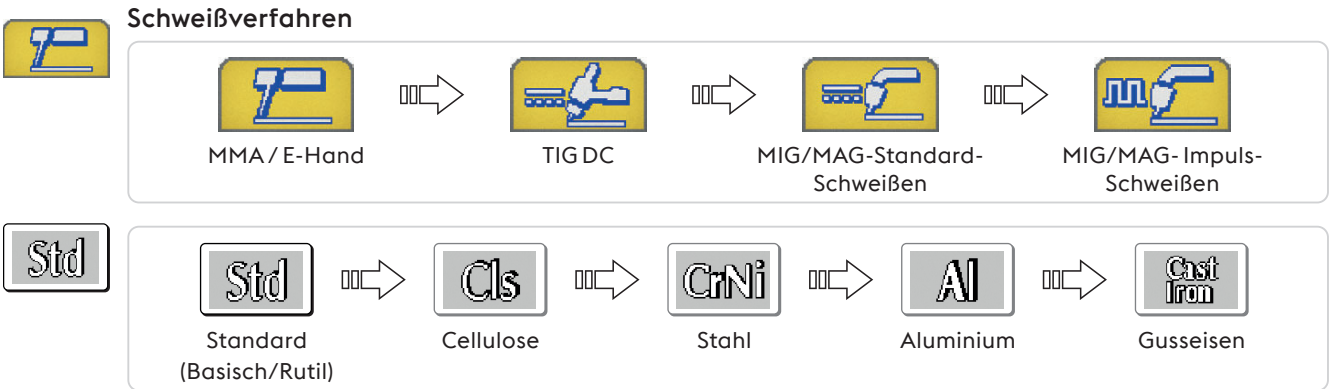 Schweißverfahren
MMA / E-Hand
TIG DC
MIG/MAG-Standard-
Schweißen
MIG/MAG- Impuls-
Schweißen
Std
Std
Cls
CrNi
Al
Cast
Iron
Standard
(Basisch/Rutil)
Cellulose
Stahl
Aluminium
Gusseisen